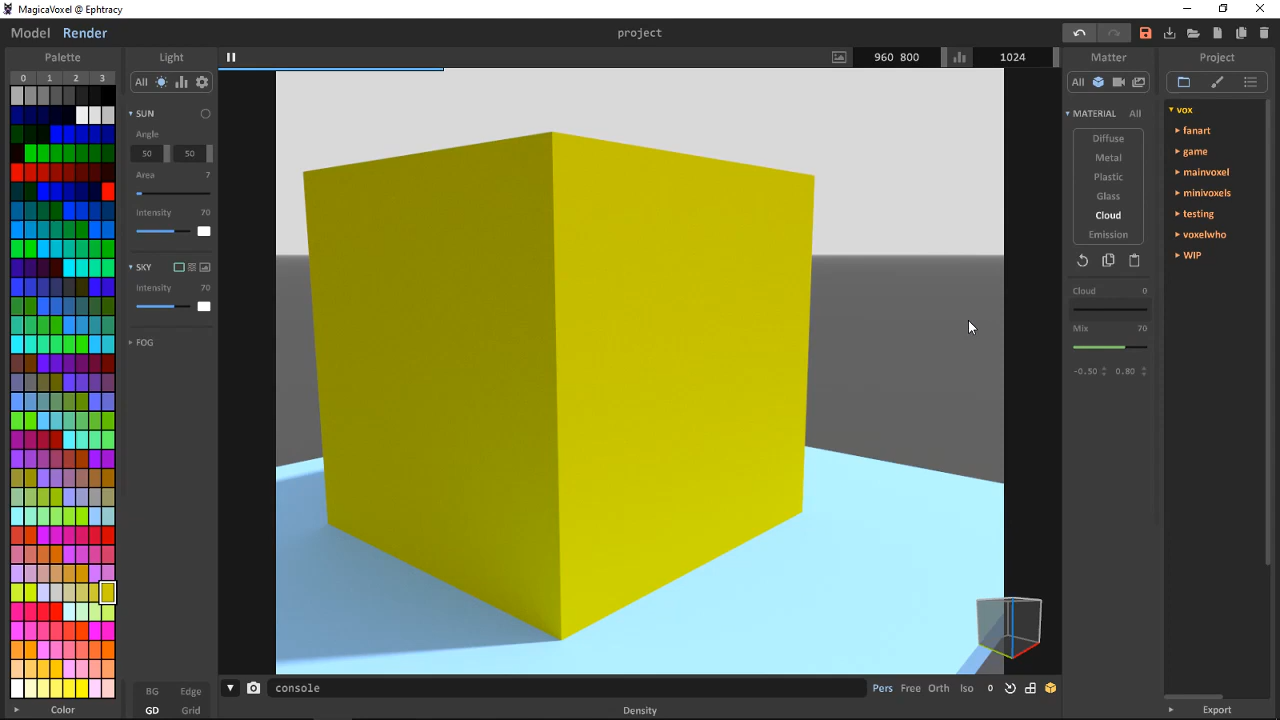 MagicaVoxel @ Ephtracy
Model Render
project
Palette
Light
960 800
1024
Matter
Project
0 1 2 3
All
All
SUN
Angle
50 50
Area 7
Intensity 70
SKY
Intensity 70
FOG
MATERIAL All
Diffuse
Metal
Plastic
Glass
Cloud
Emission
Cloud 0
Mix 70
-0.50 0.80
vox
fanart
game
mainvoxel
minivoxels
testing
voxelwho
WIP
BG Edge
GD Grid
console
Pers Free Orth Iso 0
Color
Density
Export